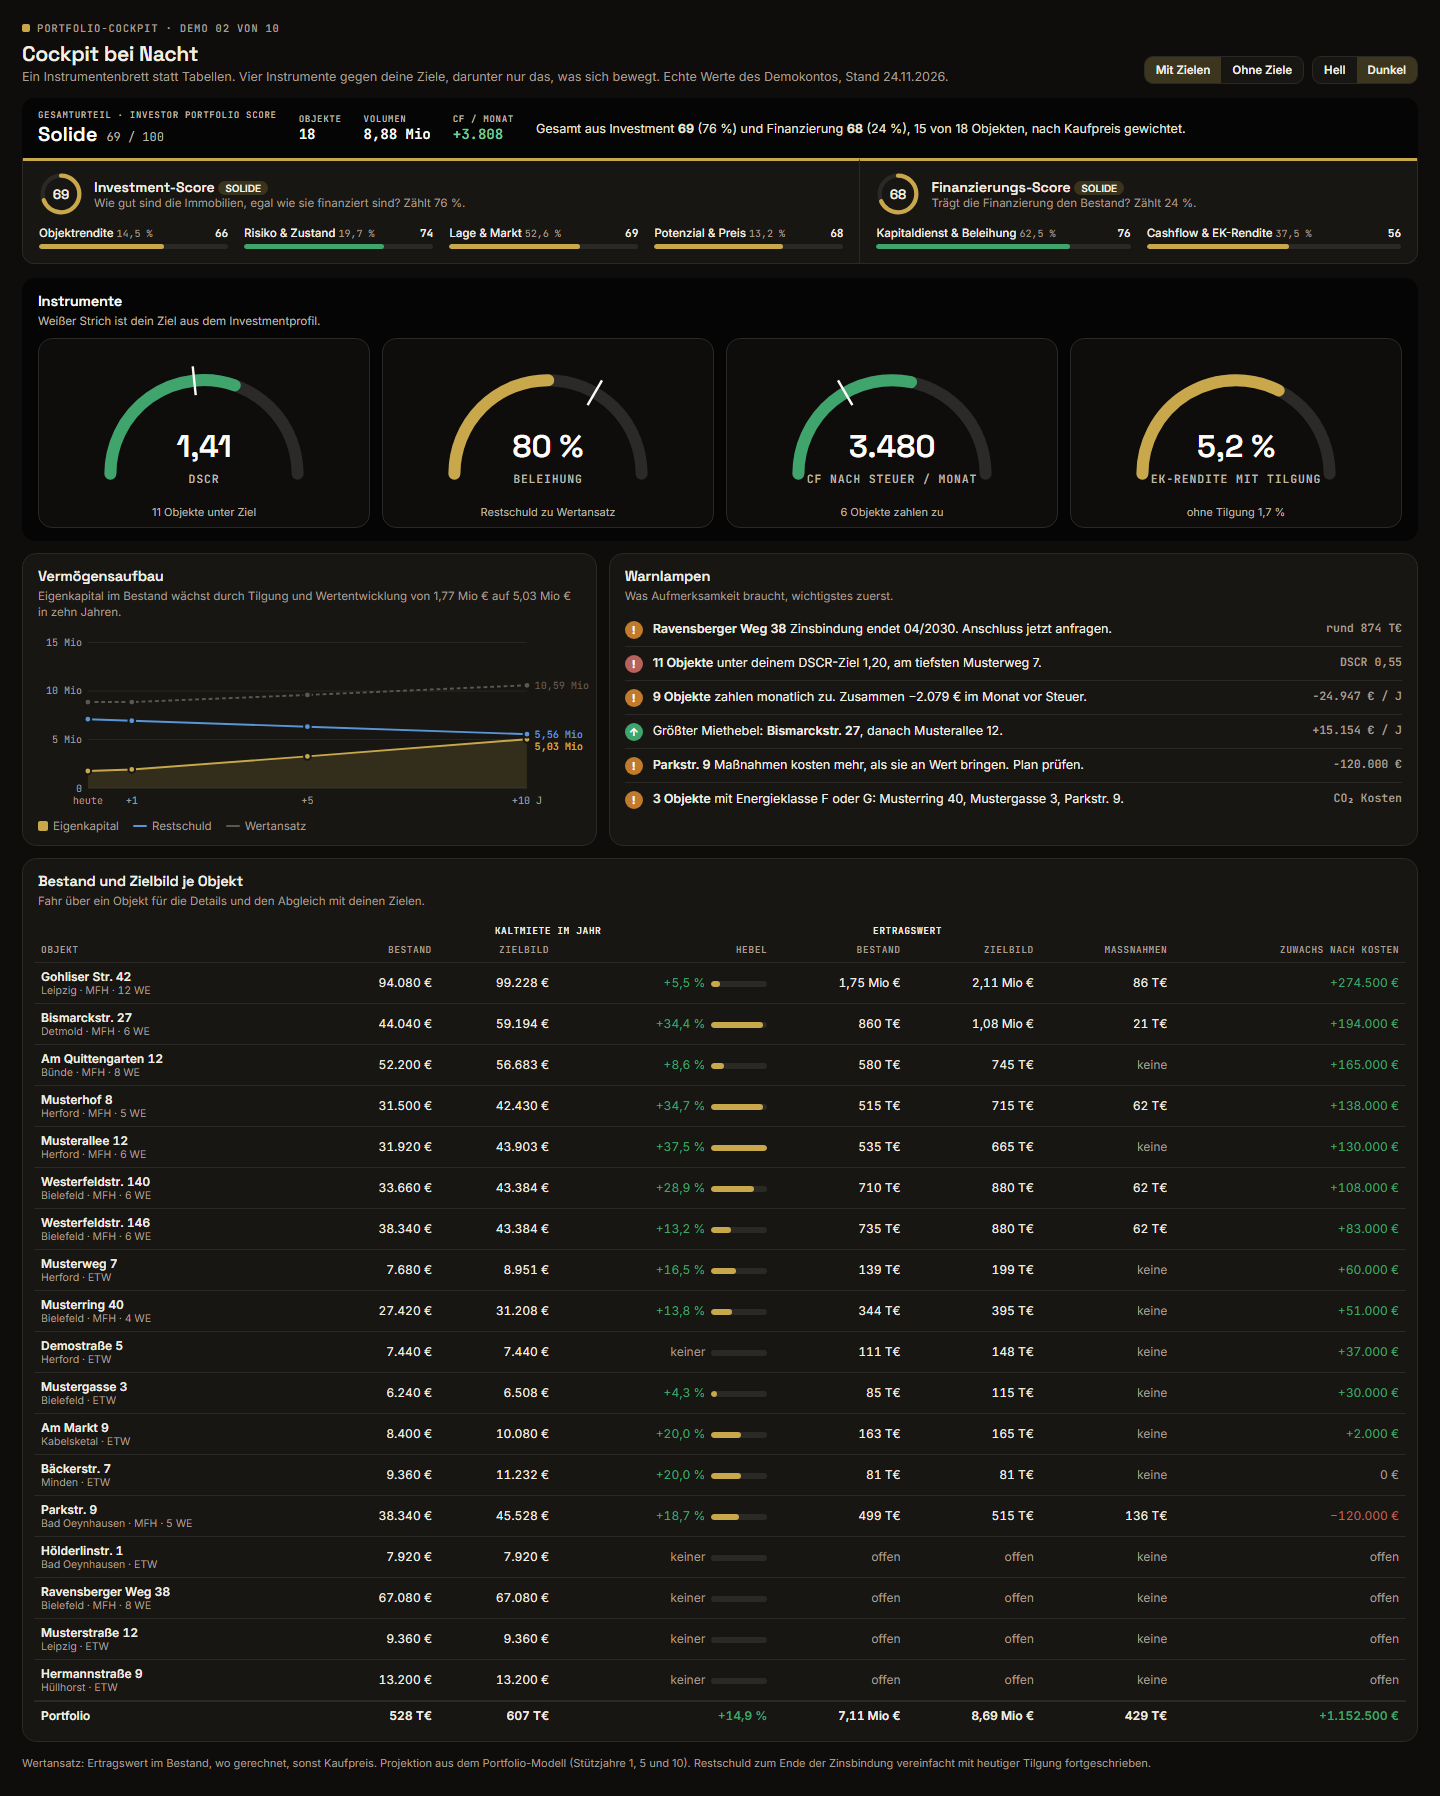 PORTFOLIO-COCKPIT · DEMO 02 VON 10
Cockpit bei Nacht
Ein Instrumentenbrett statt Tabellen. Vier Instrumente gegen deine Ziele, darunter nur das, was sich bewegt. Echte Werte des Demokontos, Stand 24.11.2026.
Mit Zielen Ohne Ziele Hell Dunkel
GESAMTURTEIL · INVESTOR PORTFOLIO SCORE
Solide 69 / 100
OBJEKTE
18
VOLUMEN
8,88 Mio
CF / MONAT
+3.808
Gesamt aus Investment 69 (76 %) und Finanzierung 68 (24 %), 15 von 18 Objekten, nach Kaufpreis gewichtet.
69
Investment-Score SOLIDE
Wie gut sind die Immobilien, egal wie sie finanziert sind? Zählt 76 %.
Objektrendite 14,5 % 66
Risiko & Zustand 19,7 % 74
Lage & Markt 52,6 % 69
Potenzial & Preis 13,2 % 68
68
Finanzierungs-Score SOLIDE
Trägt die Finanzierung den Bestand? Zählt 24 %.
Kapitaldienst & Beleihung 62,5 % 76
Cashflow & EK-Rendite 37,5 % 56
Instrumente
Weißer Strich ist dein Ziel aus dem Investmentprofil.
1,41
DSCR
11 Objekte unter Ziel
80 %
BELEIHUNG
Restschuld zu Wertansatz
3.480
CF NACH STEUER / MONAT
6 Objekte zahlen zu
5,2 %
EK-RENDITE MIT TILGUNG
ohne Tilgung 1,7 %
Vermögensaufbau
Eigenkapital im Bestand wächst durch Tilgung und Wertentwicklung von 1,77 Mio € auf 5,03 Mio €
in zehn Jahren.
15 Mio
10 Mio
5 Mio
0
10,59 Mio
5,56 Mio
5,03 Mio
heute +1 +5 +10 J
Eigenkapital Restschuld Wertansatz
Warnlampen
Was Aufmerksamkeit braucht, wichtigstes zuerst.
! Ravensberger Weg 38 Zinsbindung endet 04/2030. Anschluss jetzt anfragen. rund 874 T€
! 11 Objekte unter deinem DSCR-Ziel 1,20, am tiefsten Musterweg 7. DSCR 0,55
! 9 Objekte zahlen monatlich zu. Zusammen −2.079 € im Monat vor Steuer. -24.947 € / J
↑ Größter Miethebel: Bismarckstr. 27, danach Musterallee 12. +15.154 € / J
! Parkstr. 9 Maßnahmen kosten mehr, als sie an Wert bringen. Plan prüfen. -120.000 €
! 3 Objekte mit Energieklasse F oder G: Musterring 40, Mustergasse 3, Parkstr. 9. CO₂ Kosten
Bestand und Zielbild je Objekt
Fahr über ein Objekt für die Details und den Abgleich mit deinen Zielen.
KALTMIETE IM JAHR ERTRAGSWERT
OBJEKT BESTAND ZIELBILD HEBEL BESTAND ZIELBILD MASSNAHMEN ZUWACHS NACH KOSTEN
Gohliser Str. 42
Leipzig · MFH · 12 WE
94.080 € 99.228 € +5,5 % 1,75 Mio € 2,11 Mio € 86 T€ +274.500 €
Bismarckstr. 27
Detmold · MFH · 6 WE
44.040 € 59.194 € +34,4 % 860 T€ 1,08 Mio € 21 T€ +194.000 €
Am Quittengarten 12
Bünde · MFH · 8 WE
52.200 € 56.683 € +8,6 % 580 T€ 745 T€ keine +165.000 €
Musterhof 8
Herford · MFH · 5 WE
31.500 € 42.430 € +34,7 % 515 T€ 715 T€ 62 T€ +138.000 €
Musterallee 12
Herford · MFH · 6 WE
31.920 € 43.903 € +37,5 % 535 T€ 665 T€ keine +130.000 €
Westerfeldstr. 140
Bielefeld · MFH · 6 WE
33.660 € 43.384 € +28,9 % 710 T€ 880 T€ 62 T€ +108.000 €
Westerfeldstr. 146
Bielefeld · MFH · 6 WE
38.340 € 43.384 € +13,2 % 735 T€ 880 T€ 62 T€ +83.000 €
Musterweg 7
Herford · ETW
7.680 € 8.951 € +16,5 % 139 T€ 199 T€ keine +60.000 €
Musterring 40
Bielefeld · MFH · 4 WE
27.420 € 31.208 € +13,8 % 344 T€ 395 T€ keine +51.000 €
Demostraße 5
Herford · ETW
7.440 € 7.440 € keiner 111 T€ 148 T€ keine +37.000 €
Mustergasse 3
Bielefeld · ETW
6.240 € 6.508 € +4,3 % 85 T€ 115 T€ keine +30.000 €
Am Markt 9
Kabelsketal · ETW
8.400 € 10.080 € +20,0 % 163 T€ 165 T€ keine +2.000 €
Bäckerstr. 7
Minden · ETW
9.360 € 11.232 € +20,0 % 81 T€ 81 T€ keine 0 €
Parkstr. 9
Bad Oeynhausen · MFH · 5 WE
38.340 € 45.528 € +18,7 % 499 T€ 515 T€ 136 T€ −120.000 €
Hölderlinstr. 1
Bad Oeynhausen · ETW
7.920 € 7.920 € keiner offen offen keine offen
Ravensberger Weg 38
Bielefeld · MFH · 8 WE
67.080 € 67.080 € keiner offen offen keine offen
Musterstraße 12
Leipzig · ETW
9.360 € 9.360 € keiner offen offen keine offen
Hermannstraße 9
Hüllhorst · ETW
13.200 € 13.200 € keiner offen offen keine offen
Portfolio 528 T€ 607 T€ +14,9 % 7,11 Mio € 8,69 Mio € 429 T€ +1.152.500 €
Wertansatz: Ertragswert im Bestand, wo gerechnet, sonst Kaufpreis. Projektion aus dem Portfolio-Modell (Stützjahre 1, 5 und 10). Restschuld zum Ende der Zinsbindung vereinfacht mit heutiger Tilgung fortgeschrieben.